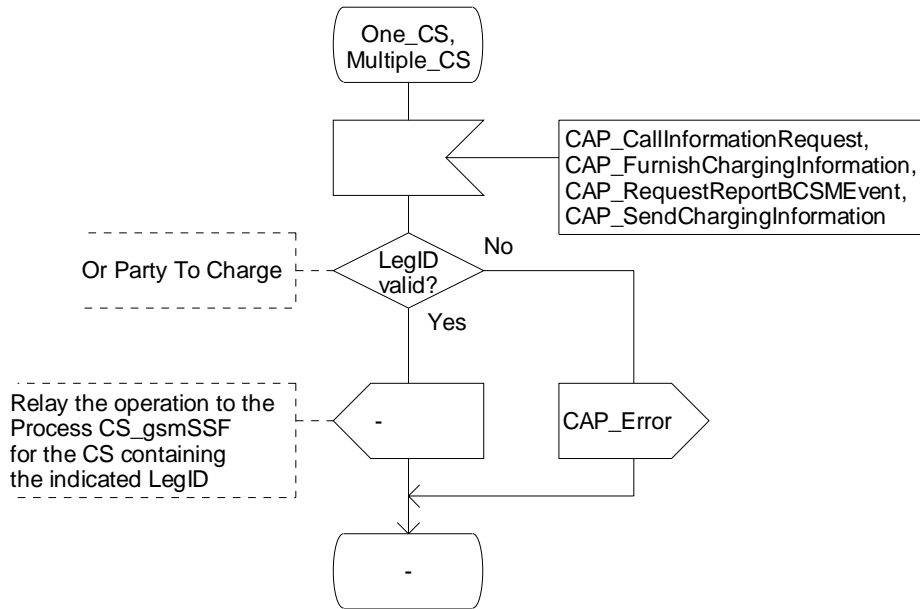 One_CS,
Multiple_CS
CAP_CallInformationRequest,
CAP_FurnishChargingInformation,
CAP_RequestReportBCSMEvent,
CAP_SendChargingInformation
Or Party To Charge
LegID
valid?
No
Yes
Relay the operation to the
Process CS_gsmSSF
for the CS containing
the indicated LegID
-
CAP_Error
-